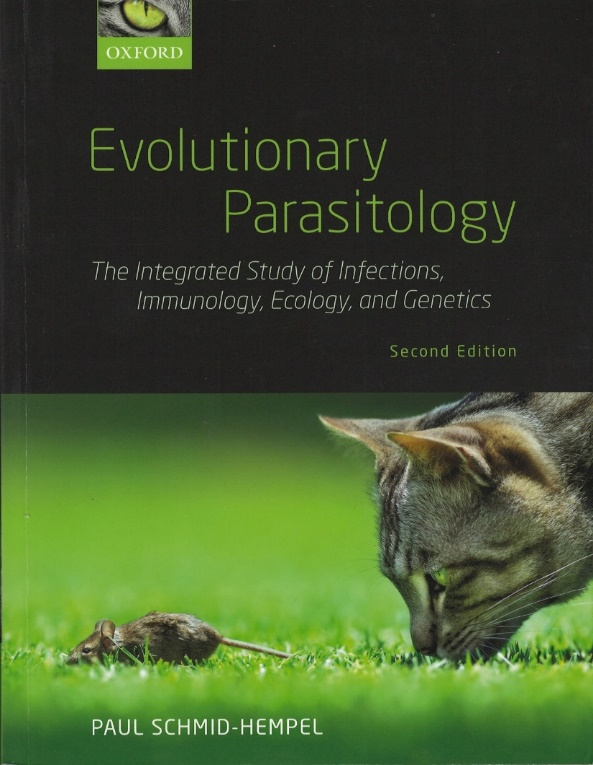 OXFORD
Evolutionary
Parasitology
The Integrated Study of Infections,
Immunology, Ecology, and Genetics
Second Edition
PAUL SCHMID-HEMPEL